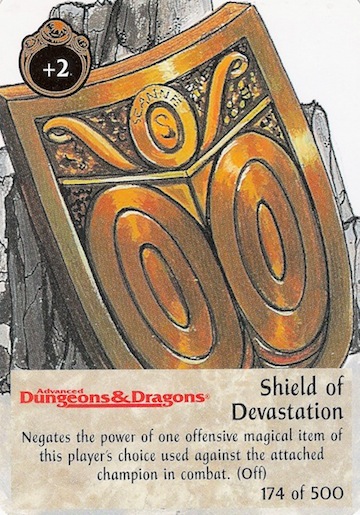 +2
SCANNE
S
Shield of
Devastation
Advanced
Dungeons & Dragons®
Negates the power of one offensive magical item of
this player's choice used against the attached
champion in combat. (Off)
174 of 500